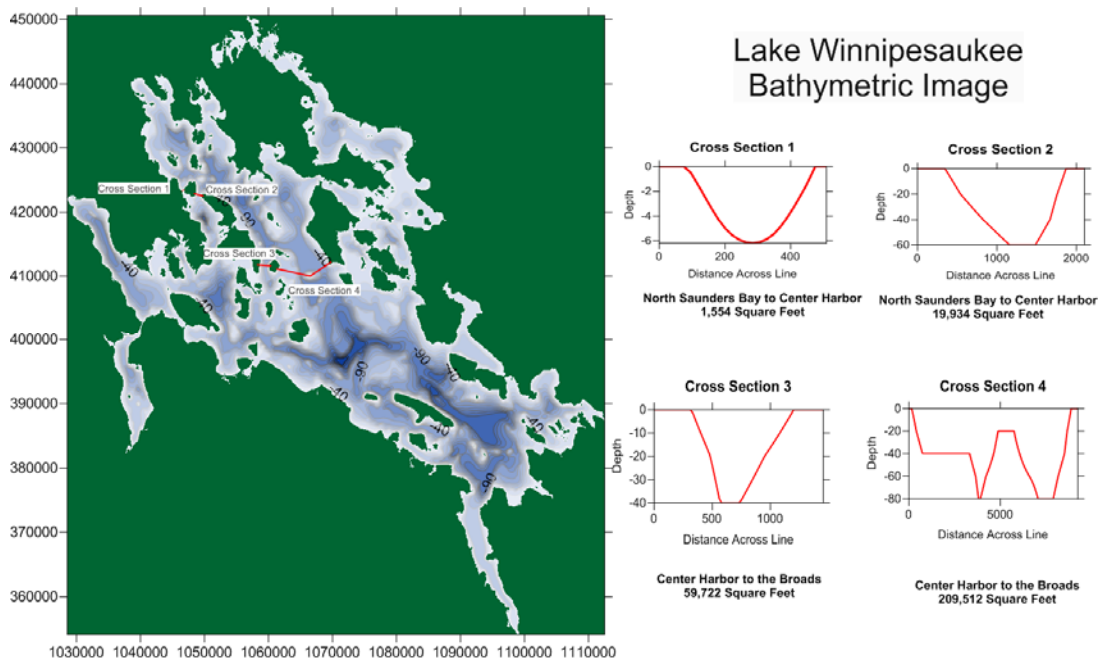 Lake Winnipesaukee
Bathymetric Image
450000
440000
430000
420000
410000
400000
390000
380000
370000
360000
1030000 1040000 1050000 1060000 1070000 1080000 1090000 1100000 1110000
Cross Section 1
Cross Section 2
Cross Section 3
Cross Section 4
-90
-40
-40
-40
-90
-40
-90
-40
-40
-40
-90
Cross Section 1
Depth
0
-2
-4
-6
0 200 400
Distance Across Line
North Saunders Bay to Center Harbor
1,554 Square Feet
Cross Section 2
Depth
0
-20
-40
-60
0 1000 2000
Distance Across Line
North Saunders Bay to Center Harbor
19,934 Square Feet
Cross Section 3
Depth
0
-10
-20
-30
-40
0 500 1000
Distance Across Line
Center Harbor to the Broads
59,722 Square Feet
Cross Section 4
Depth
0
-20
-40
-60
-80
0 5000
Distance Across Line
Center Harbor to the Broads
209,512 Square Feet